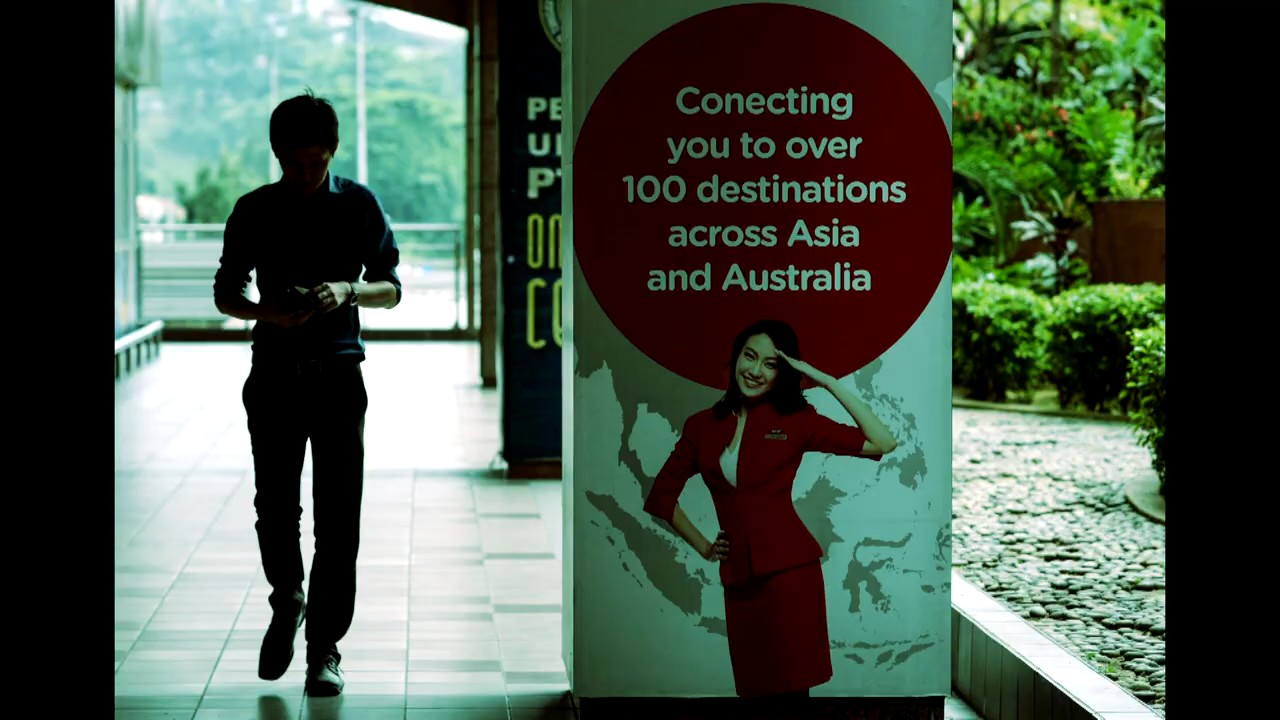 Conecting
you to over
100 destinations
across Asia
and Australia